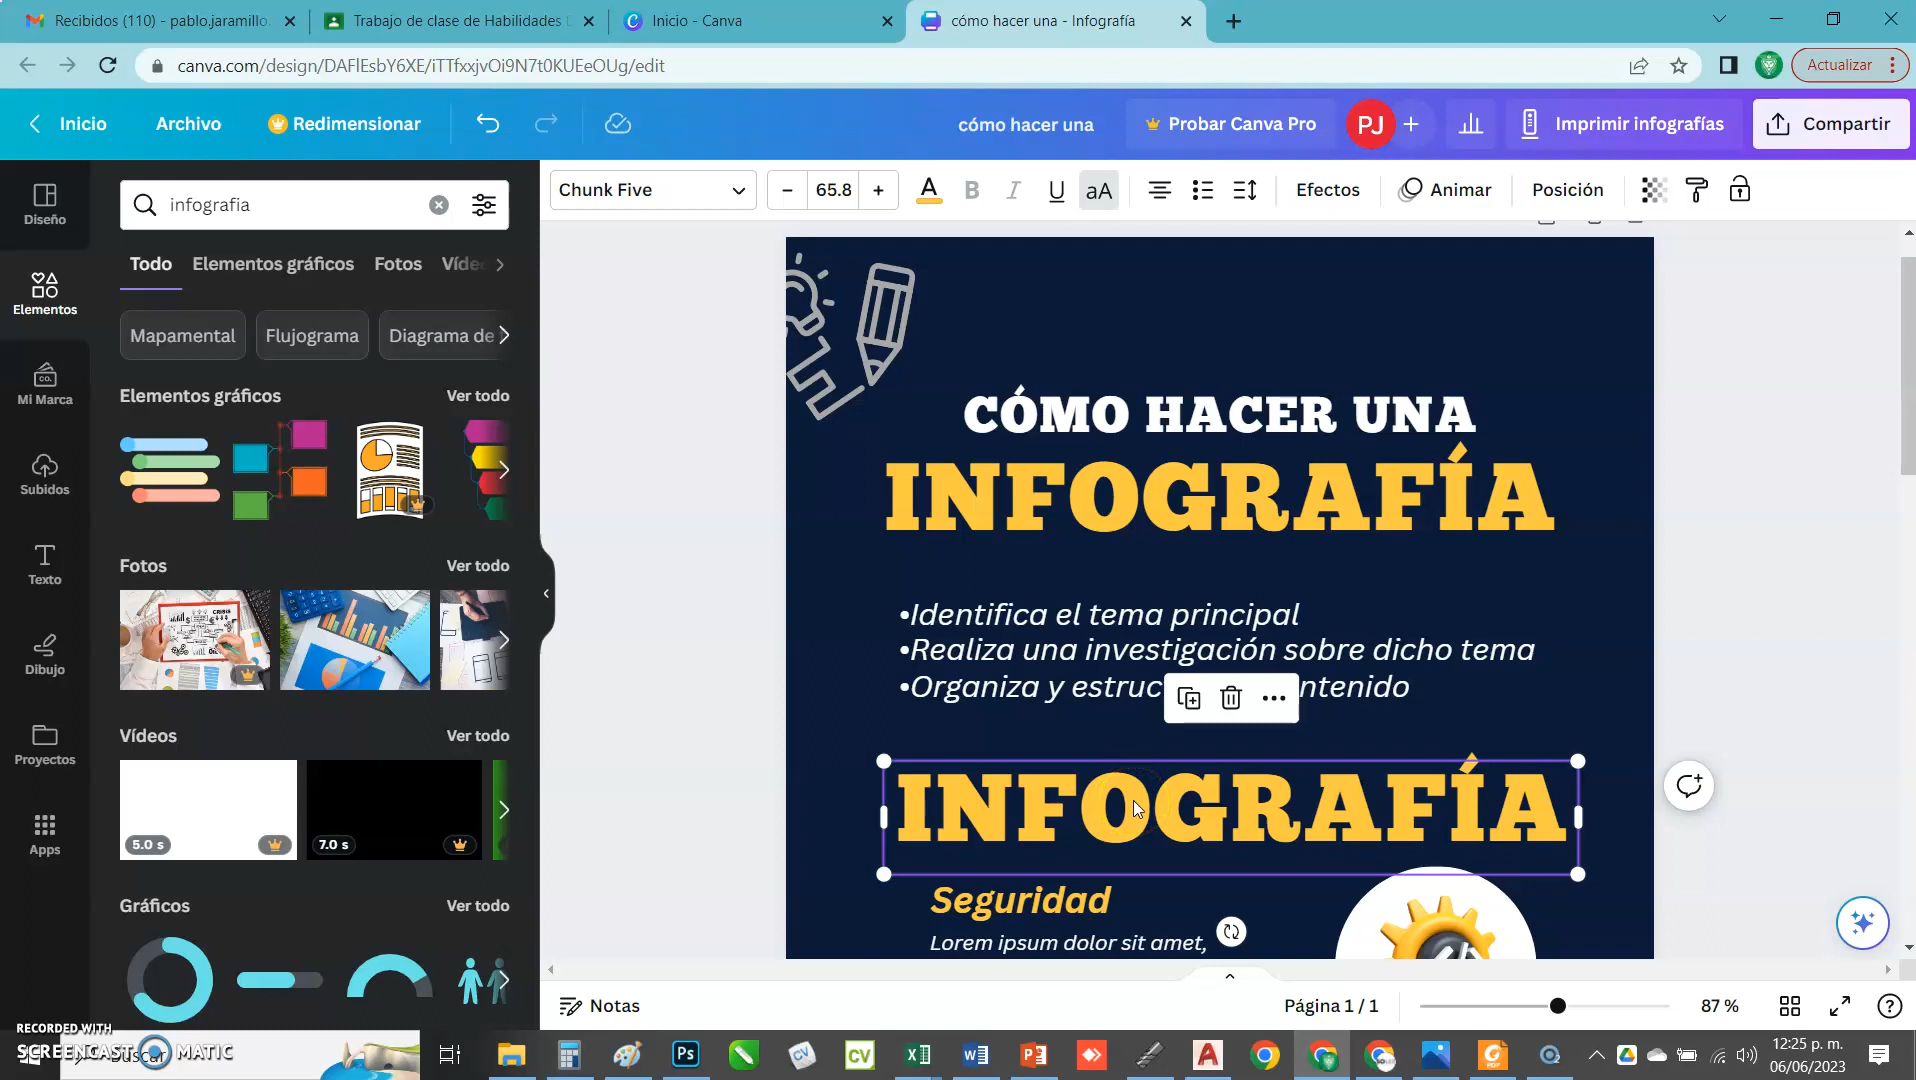 Recibidos (110) - pablo.jaramillo.
Trabajo de clase de Habilidades
Inicio - Canva
cómo hacer una - Infografía
canva.com/design/DAFlEsbY6XE/iTTfxxjvOi9N7t0KUEeOUg/edit
Actualizar
Inicio
Archivo
Redimensionar
cómo hacer una
Probar Canva Pro
PJ
Imprimir infografías
Compartir
Diseño
Elementos
Mi Marca
CO.
Subidos
Texto
Dibujo
Proyectos
Apps
infografia
Todo
Elementos gráficos
Fotos
Víde
Mapamental
Flujograma
Diagrama de
Elementos gráficos
Ver todo
Fotos
Ver todo
CRISIS
Vídeos
Ver todo
5.0 s
7.0 s
Gráficos
Ver todo
Chunk Five
65.8
A
B
I
U
aA
Efectos
Animar
Posición
CÓMO HACER UNA
INFOGRAFÍA
•Identifica el tema principal
•Realiza una investigación sobre dicho tema
•Organiza y estruc ntenido
INFOGRAFÍA
Seguridad
Lorem ipsum dolor sit amet,
Notas
Página 1 / 1
87 %
RECORDED WITH
SCREENCAST MATIC
Buscar
Ps
CV
CV
12:25 p. m.
06/06/2023